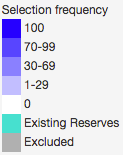 Selection frequency
100
70-99
30-69
1-29
0
Existing Reserves
Excluded